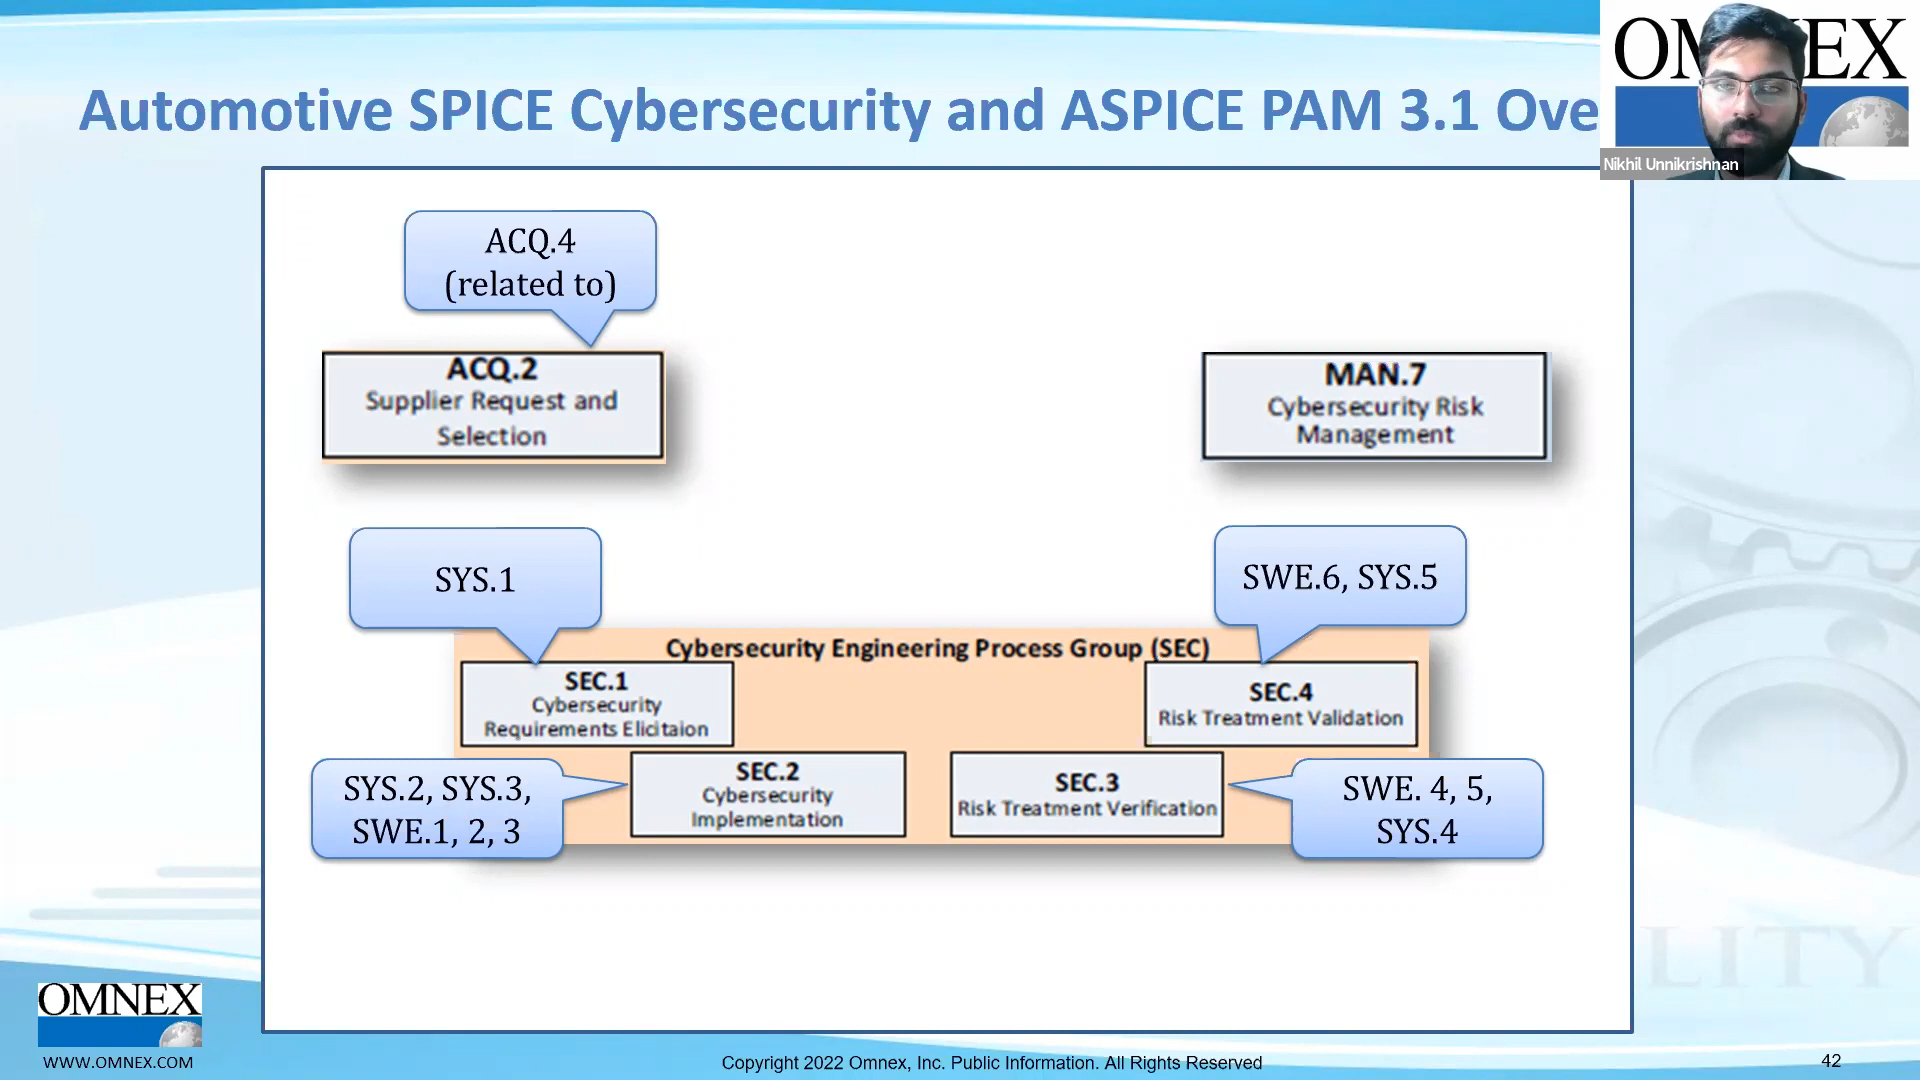 Automotive SPICE Cybersecurity and ASPICE PAM 3.1 Ove
OMNEX
Nikhil Unnikrishnan
ACQ.4
(related to)
ACQ.2
Supplier Request and
Selection
MAN.7
Cybersecurity Risk
Management
SYS.1
SWE.6, SYS.5
Cybersecurity Engineering Process Group (SEC)
SEC.1
Cybersecurity
Requirements Elicitaion
SEC.4
Risk Treatment Validation
SYS.2, SYS.3,
SWE.1, 2, 3
SEC.2
Cybersecurity
Implementation
SEC.3
Risk Treatment Verification
SWE. 4, 5,
SYS.4
LITY
OMNEX
WWW.OMNEX.COM
Copyright 2022 Omnex, Inc. Public Information. All Rights Reserved
42